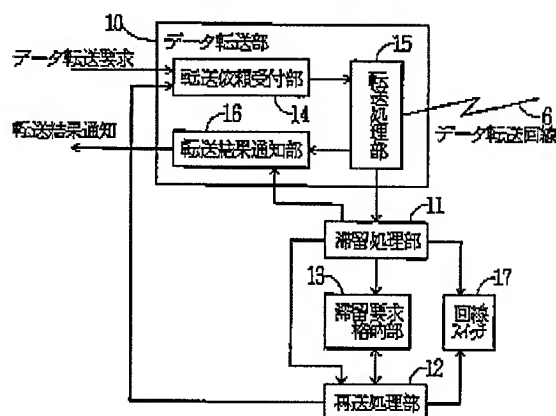 10
データ転送部
15
データ転送要求
転送依頼受付部
14
転送処理部
16
転送結果通知
転送結果通知部
6
データ転送回線
11
滞留処理部
13
17
滞留要求
格納部
回線
スイッチ
12
再送処理部